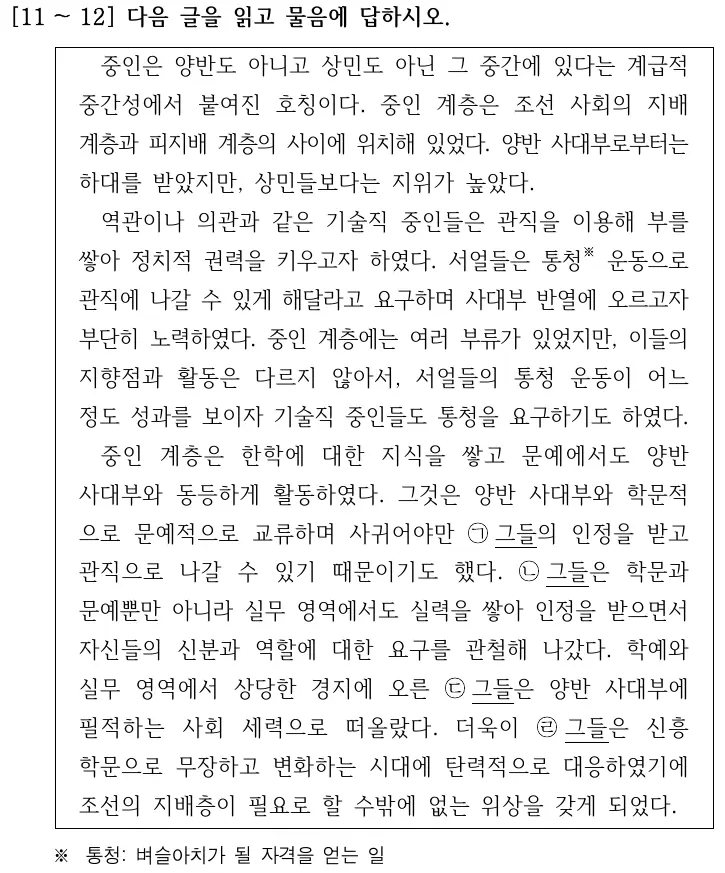 [11 ~ 12] 다음 글을 읽고 물음에 답하시오.
중인은 양반도 아니고 상민도 아닌 그 중간에 있다는 계급적
중간성에서 붙여진 호칭이다. 중인 계층은 조선 사회의 지배
계층과 피지배 계층의 사이에 위치해 있었다. 양반 사대부로부터는
하대를 받았지만, 상민들보다는 지위가 높았다.
역관이나 의관과 같은 기술직 중인들은 관직을 이용해 부를
쌓아 정치적 권력을 키우고자 하였다. 서얼들은 통청※ 운동으로
관직에 나갈 수 있게 해달라고 요구하며 사대부 반열에 오르고자
부단히 노력하였다. 중인 계층에는 여러 부류가 있었지만, 이들의
지향점과 활동은 다르지 않아서, 서얼들의 통청 운동이 어느
정도 성과를 보이자 기술직 중인들도 통청을 요구하기도 하였다.
중인 계층은 한학에 대한 지식을 쌓고 문예에서도 양반
사대부와 동등하게 활동하였다. 그것은 양반 사대부와 학문적
으로 문예적으로 교류하며 사귀어야만 ㉠ 그들의 인정을 받고
관직으로 나갈 수 있기 때문이기도 했다. ㉡ 그들은 학문과
문예뿐만 아니라 실무 영역에서도 실력을 쌓아 인정을 받으면서
자신들의 신분과 역할에 대한 요구를 관철해 나갔다. 학예와
실무 영역에서 상당한 경지에 오른 ㉢ 그들은 양반 사대부에
필적하는 사회 세력으로 떠올랐다. 더욱이 ㉣ 그들은 신흥
학문으로 무장하고 변화하는 시대에 탄력적으로 대응하였기에
조선의 지배층이 필요로 할 수밖에 없는 위상을 갖게 되었다.
※ 통청: 벼슬아치가 될 자격을 얻는 일